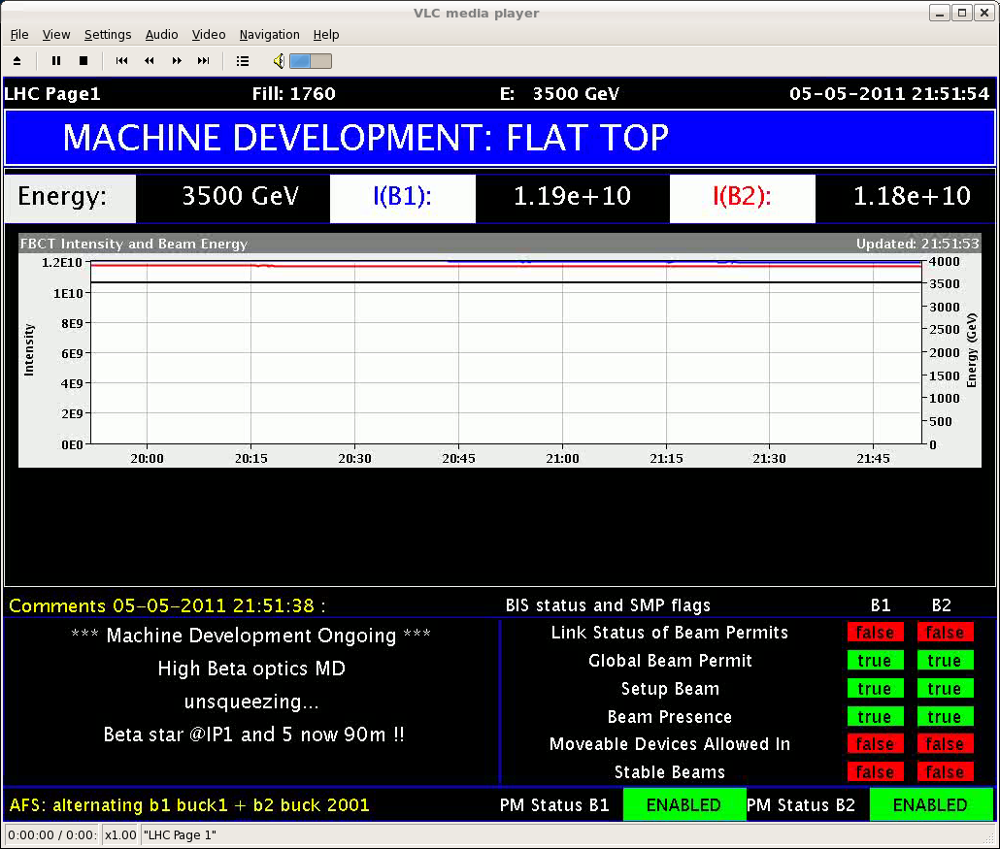 VLC media player
File View Settings Audio Video Navigation Help
LHC Page1 Fill: 1760 E: 3500 GeV 05-05-2011 21:51:54
MACHINE DEVELOPMENT: FLAT TOP
Energy: 3500 GeV I(B1): 1.19e+10 I(B2): 1.18e+10
FBCT Intensity and Beam Energy Updated: 21:51:53
1.2E10
1E10
8E9
6E9
4E9
2E9
0E0
Intensity
4000
3500
3000
2500
2000
1500
1000
500
0
Energy (GeV)
20:00 20:15 20:30 20:45 21:00 21:15 21:30 21:45
Comments 05-05-2011 21:51:38 :
*** Machine Development Ongoing ***
High Beta optics MD
unsqueezing...
Beta star @IP1 and 5 now 90m !!
BIS status and SMP flags B1 B2
Link Status of Beam Permits false false
Global Beam Permit true true
Setup Beam true true
Beam Presence true true
Moveable Devices Allowed In false false
Stable Beams false false
AFS: alternating b1 buck1 + b2 buck 2001 PM Status B1 ENABLED PM Status B2 ENABLED
0:00:00 / 0:00: x1.00 "LHC Page 1"